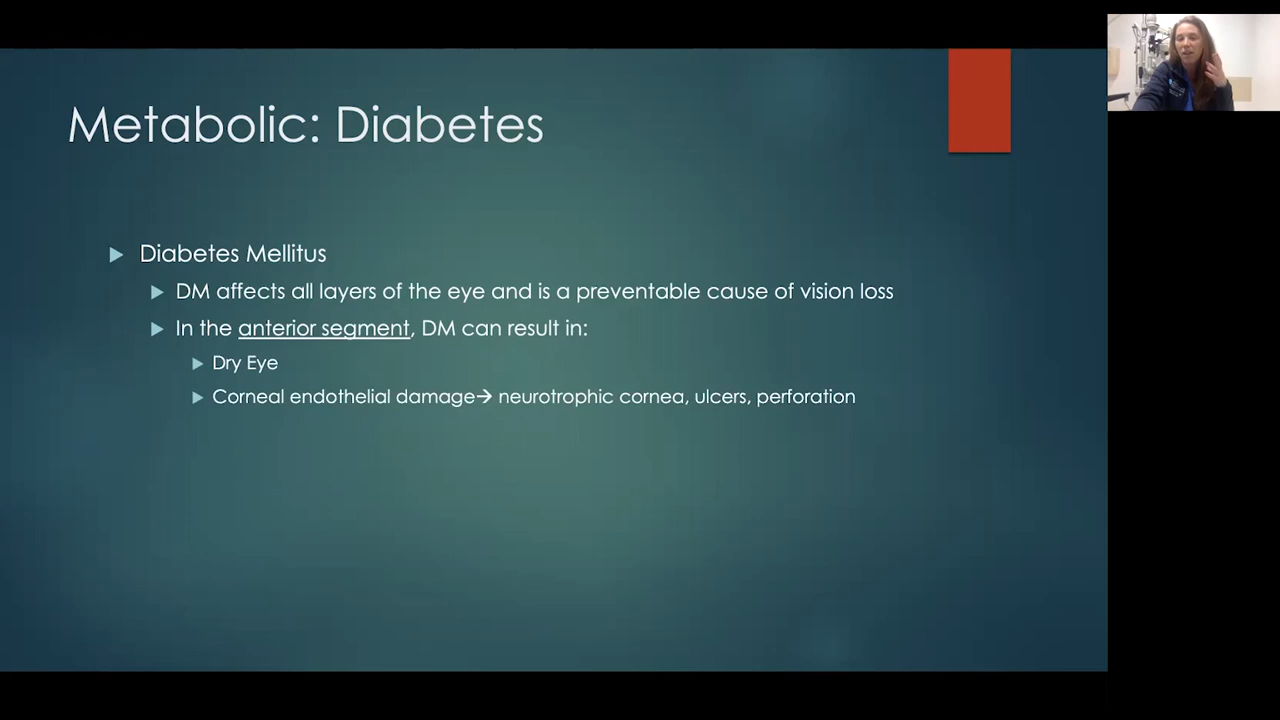 Metabolic: Diabetes
Diabetes Mellitus
DM affects all layers of the eye and is a preventable cause of vision loss
In the anterior segment, DM can result in:
Dry Eye
Corneal endothelial damage→ neurotrophic cornea, ulcers, perforation